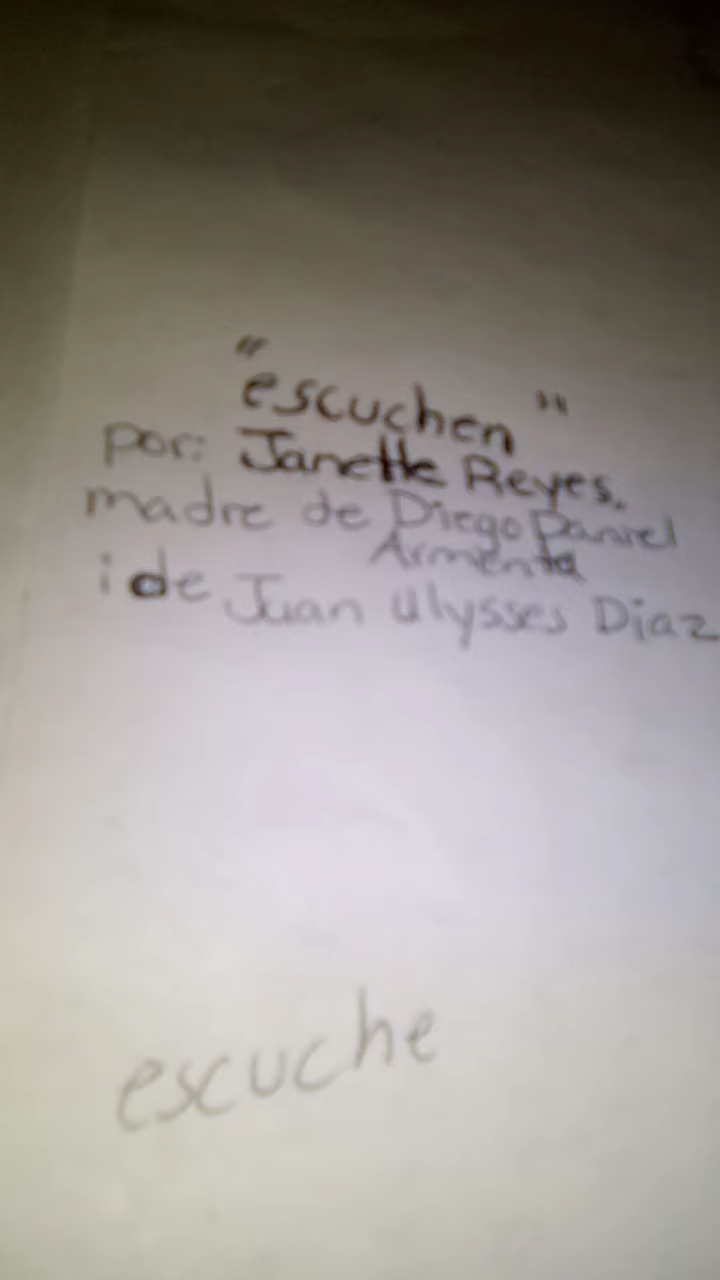 "escuchen"
por: Janette Reyes.
madre de Diego Daniel
Armenta
i de Juan Ulysses Diaz
escuche